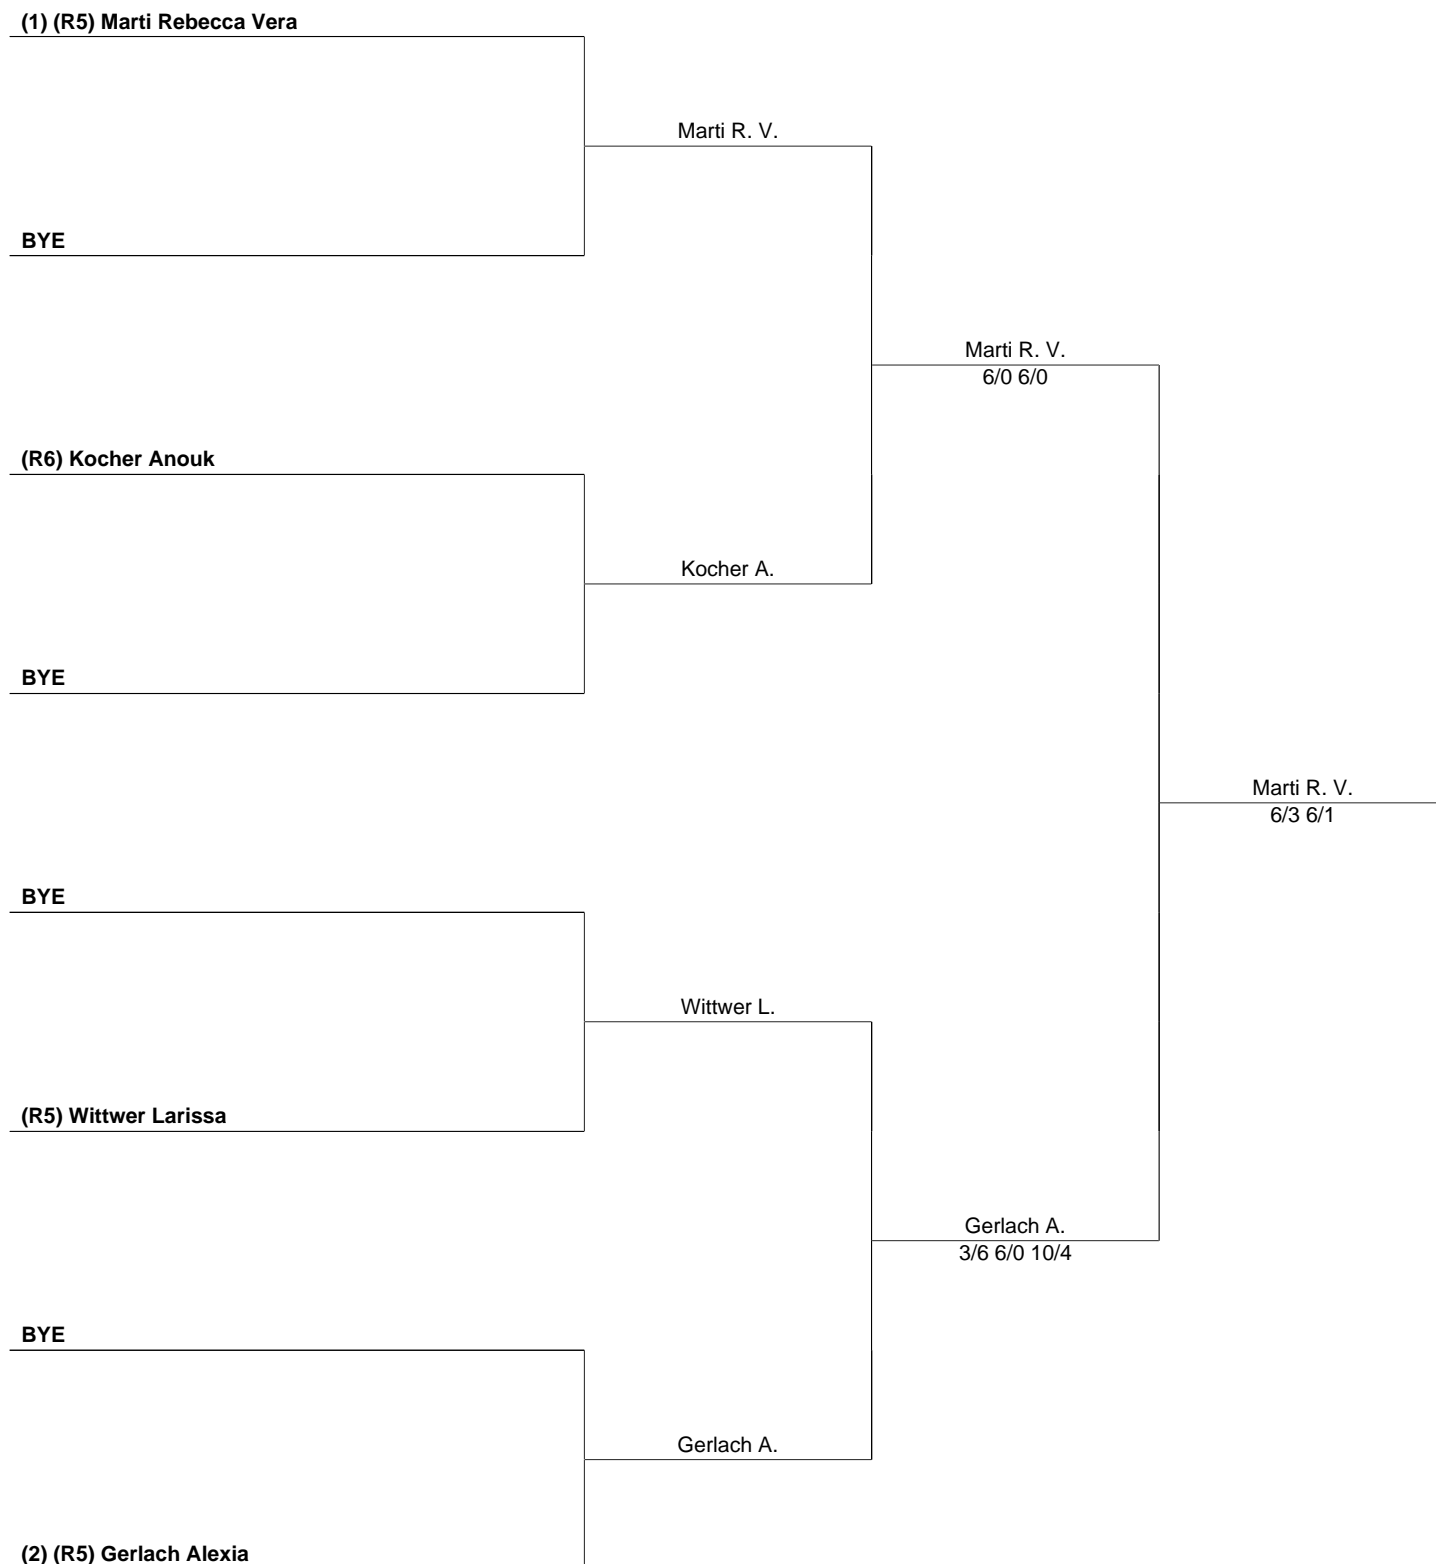 (1) (R5) Marti Rebecca Vera
Marti R. V.
BYE
Marti R. V.
6/0 6/0
(R6) Kocher Anouk
Kocher A.
BYE
Marti R. V.
6/3 6/1
BYE
Wittwer L.
(R5) Wittwer Larissa
Gerlach A.
3/6 6/0 10/4
BYE
Gerlach A.
(2) (R5) Gerlach Alexia